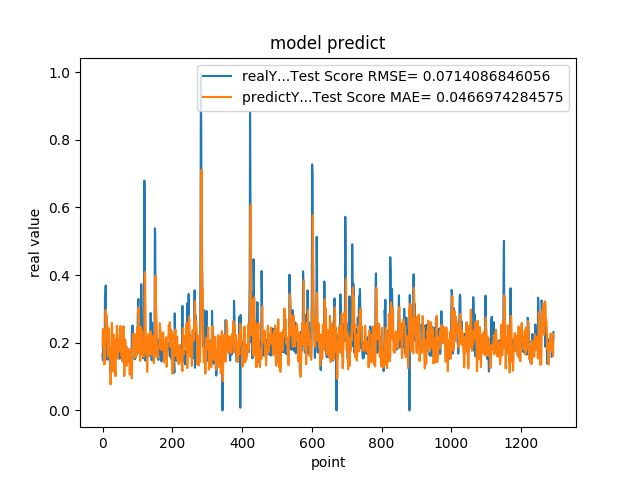 model predict
realY...Test Score RMSE= 0.0714086846056
predictY...Test Score MAE= 0.0466974284575
1.0
0.8
0.6
0.4
0.2
0.0
real value
0 200 400 600 800 1000 1200
point